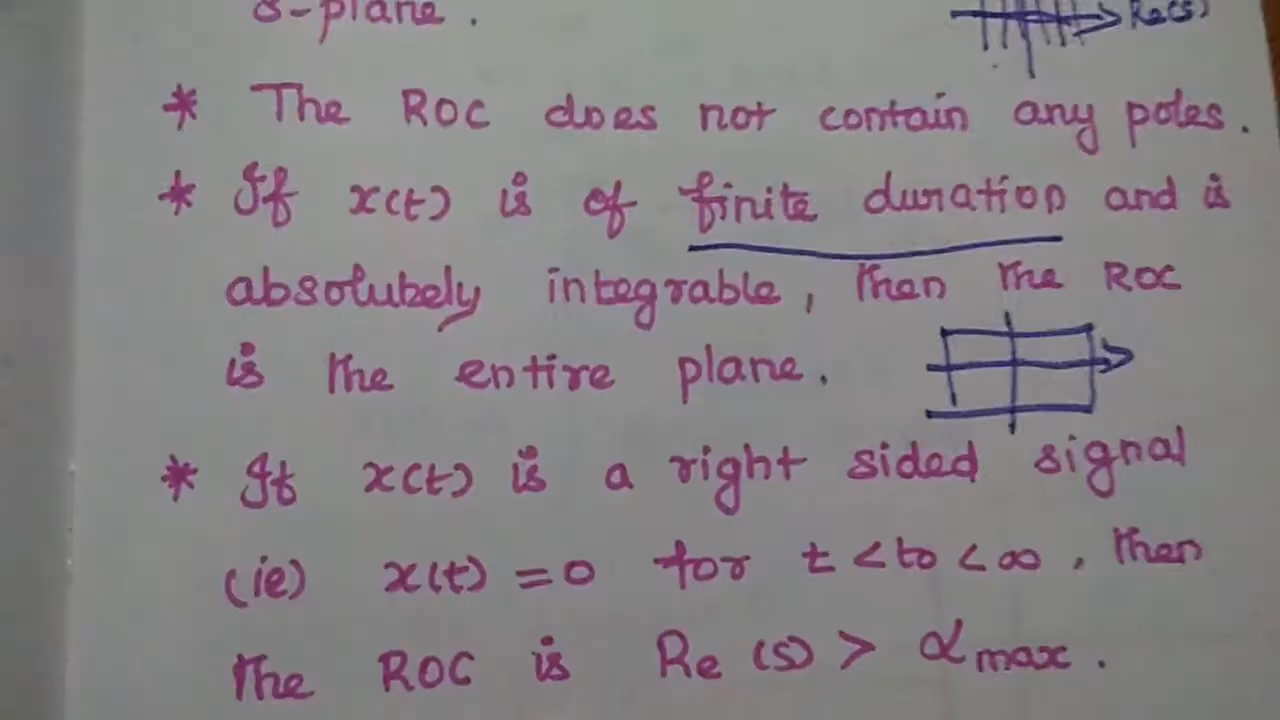 s-plane.
Re(s)
* The ROC does not contain any poles.
* If x(t) is of finite duration and is
absolutely integrable, then the ROC
is the entire plane.
* If x(t) is a right sided signal
(ie) x(t) = 0 for t < to < ∞, then
the ROC is Re (s) > αmax.